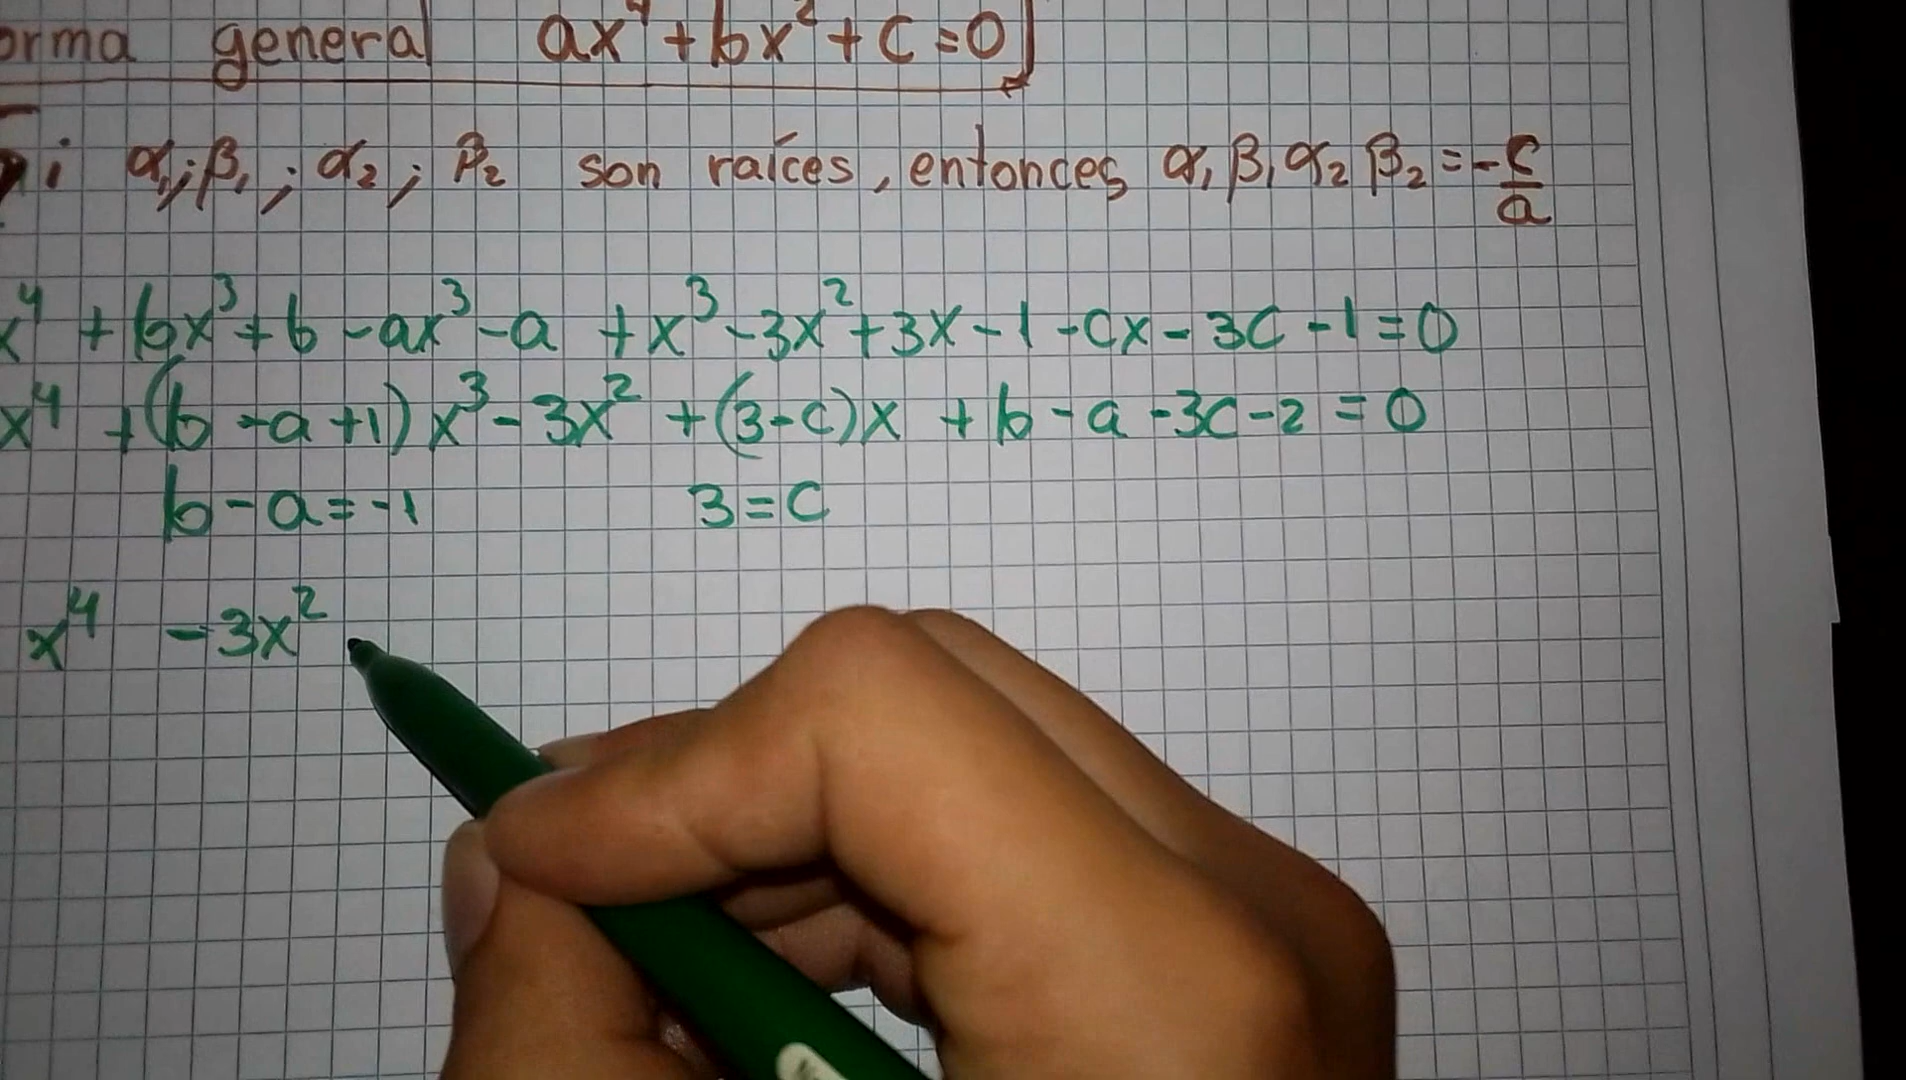 orma general ax⁴+bx²+c=0
i α₁;β₁;α₂;β₂ son raíces, entonces α₁β₁α₂β₂=-c/a
x⁴+bx³+b-ax³-a+x³-3x²+3x-1-cx-3c-1=0
x⁴+(b-a+1)x³-3x²+(3-c)x+b-a-3c-2=0
b-a=-1 3=c
x⁴ -3x²